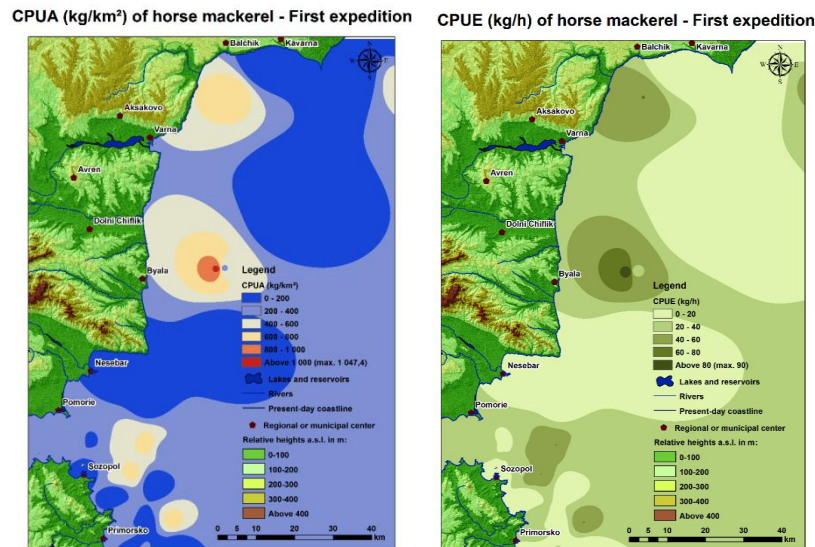 CPUA (kg/km²) of horse mackerel - First expedition
Balchik
Kavarna
N
W
E
S
Aksakovo
Varna
Avren
Dolni Chiflik
Byala
Legend
CPUA (kg/km²)
0 - 200
200 - 400
400 - 600
600 - 800
800 - 1 000
Above 1 000 (max. 1 047,4)
Nesebar
Lakes and reservoirs
Rivers
Present-day coastline
Pomorie
Regional or municipal center
Relative heights a.s.l. in m:
0-100
100-200
200-300
300-400
Above 400
Sozopol
Primorsko
0 5 10 20 30 40
km
CPUE (kg/h) of horse mackerel - First expedition
Balchik
Kavarna
N
W
E
S
Aksakovo
Varna
Avren
Dolni Chiflik
Byala
Legend
CPUE (kg/h)
0 - 20
20 - 40
40 - 60
60 - 80
Above 80 (max. 90)
Nesebar
Lakes and reservoirs
Rivers
Present-day coastline
Pomorie
Regional or municipal center
Relative heights a.s.l. in m:
0-100
100-200
200-300
300-400
Above 400
Sozopol
Primorsko
0 5 10 20 30 40
km